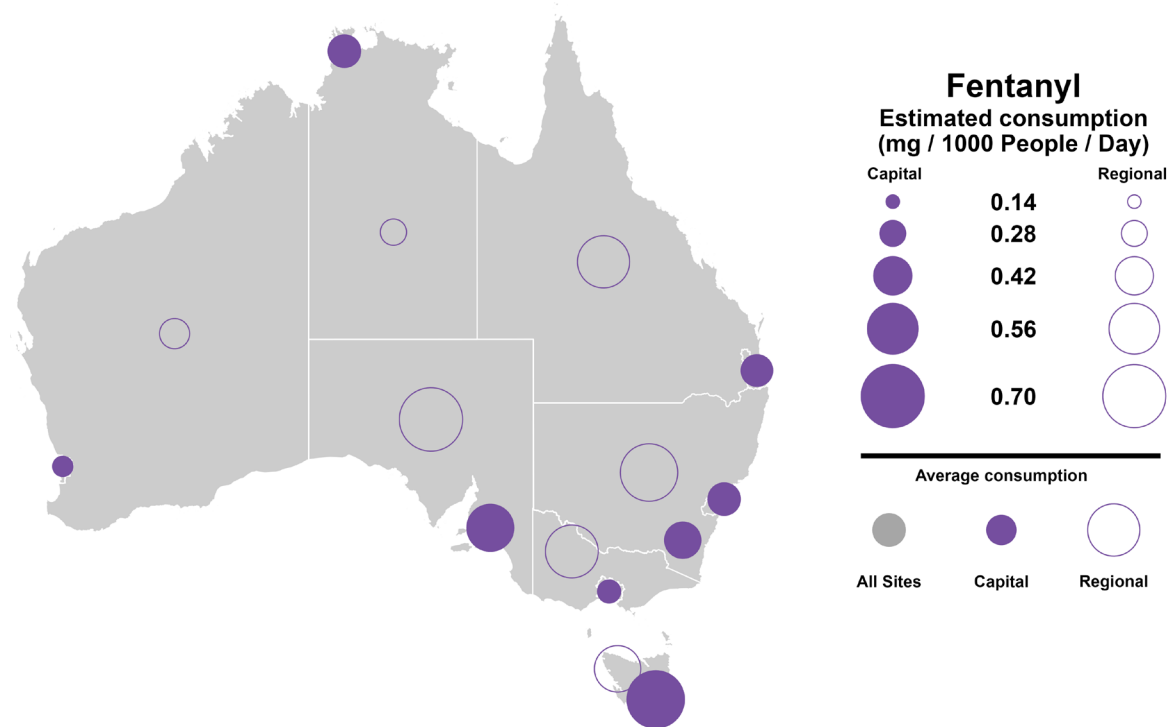 Fentanyl
Estimated consumption
(mg / 1000 People / Day)
Capital Regional
0.14
0.28
0.42
0.56
0.70
Average consumption
All Sites Capital Regional